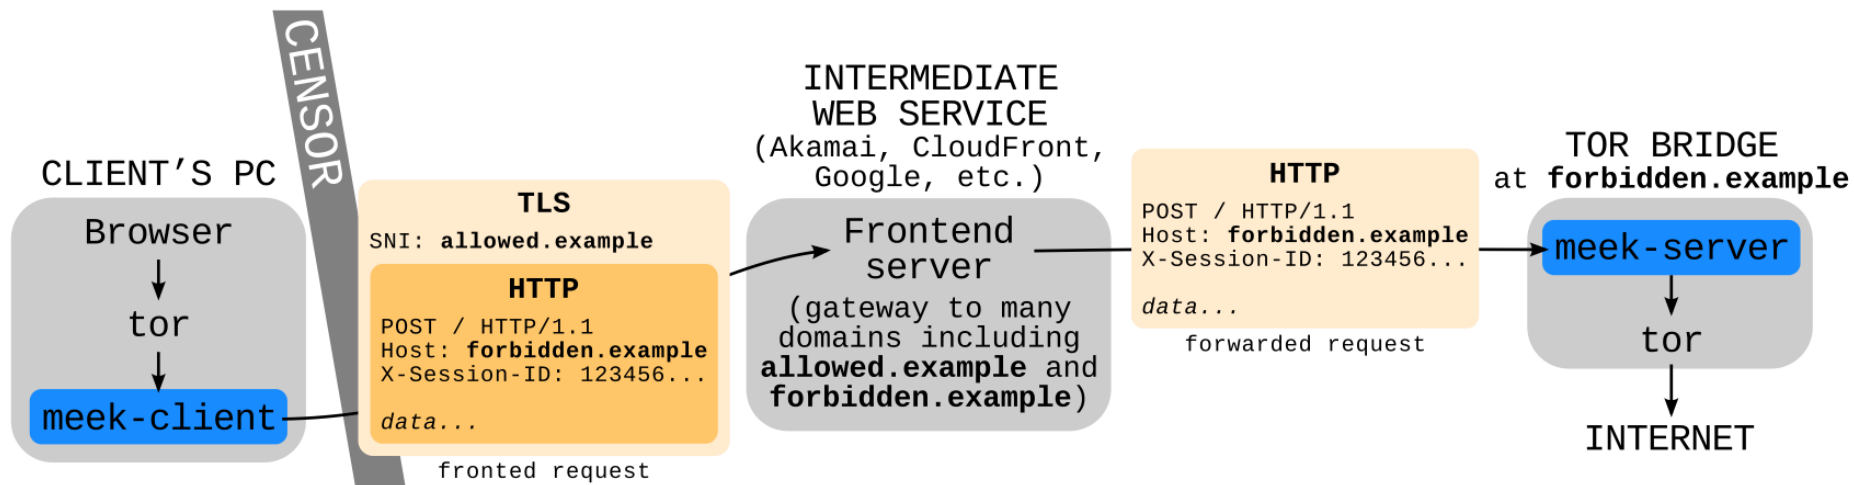 CENSOR
CLIENT’S PC
Browser
tor
meek-client
TLS
SNI: allowed.example
HTTP
POST / HTTP/1.1
Host: forbidden.example
X-Session-ID: 123456...
data...
fronted request
INTERMEDIATE
WEB SERVICE
(Akamai, CloudFront,
Google, etc.)
Frontend
server
(gateway to many
domains including
allowed.example and
forbidden.example)
HTTP
POST / HTTP/1.1
Host: forbidden.example
X-Session-ID: 123456...
data...
forwarded request
TOR BRIDGE
at forbidden.example
meek-server
tor
INTERNET